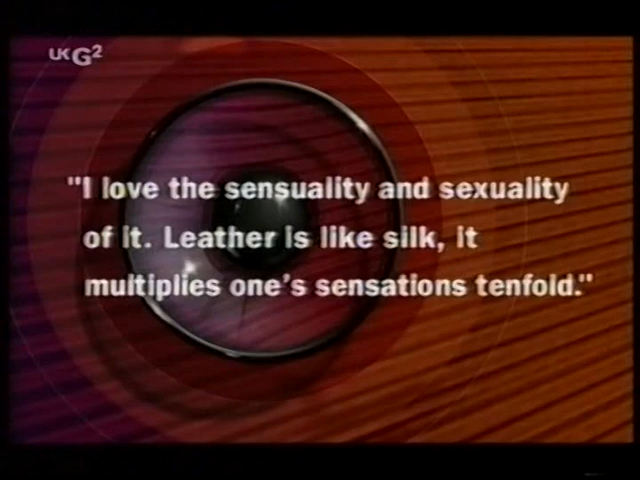 UKG2
"I love the sensuality and sexuality
of it. Leather is like silk, it
multiplies one's sensations tenfold."